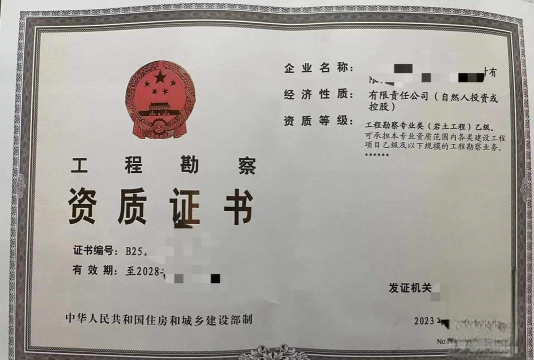 工程勘察
资质证书
证书编号：B25
有效期：至2028-
中华人民共和国住房和城乡建设部制
企业名称：
有
限
经济性质：有限责任公司（自然人投资或
控股）
资质等级：工程勘察专业类（岩土工程）乙级。
可承担本专业资质范围内各类建设工程
项目乙级及以下规模的工程勘察业务。
******
发证机关
2023
No.